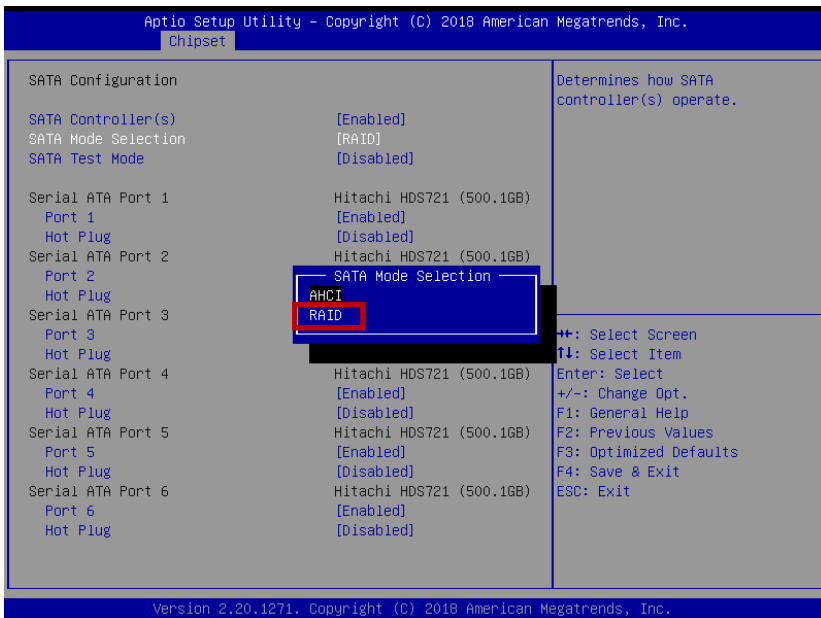 Aptio Setup Utility – Copyright (C) 2018 American Megatrends, Inc.
Chipset
SATA Configuration
SATA Controller(s) [Enabled]
SATA Mode Selection [RAID]
SATA Test Mode [Disabled]
Serial ATA Port 1 Hitachi HDS721 (500.1GB)
Port 1 [Enabled]
Hot Plug [Disabled]
Serial ATA Port 2 Hitachi HDS721 (500.1GB)
Port 2
Hot Plug
Serial ATA Port 3
Port 3
Hot Plug
Serial ATA Port 4 Hitachi HDS721 (500.1GB)
Port 4 [Enabled]
Hot Plug [Disabled]
Serial ATA Port 5 Hitachi HDS721 (500.1GB)
Port 5 [Enabled]
Hot Plug [Disabled]
Serial ATA Port 6 Hitachi HDS721 (500.1GB)
Port 6 [Enabled]
Hot Plug [Disabled]
SATA Mode Selection
AHCI
RAID
Determines how SATA
controller(s) operate.
→←: Select Screen
↑↓: Select Item
Enter: Select
+/-: Change Opt.
F1: General Help
F2: Previous Values
F3: Optimized Defaults
F4: Save & Exit
ESC: Exit
Version 2.20.1271. Copyright (C) 2018 American Megatrends, Inc.